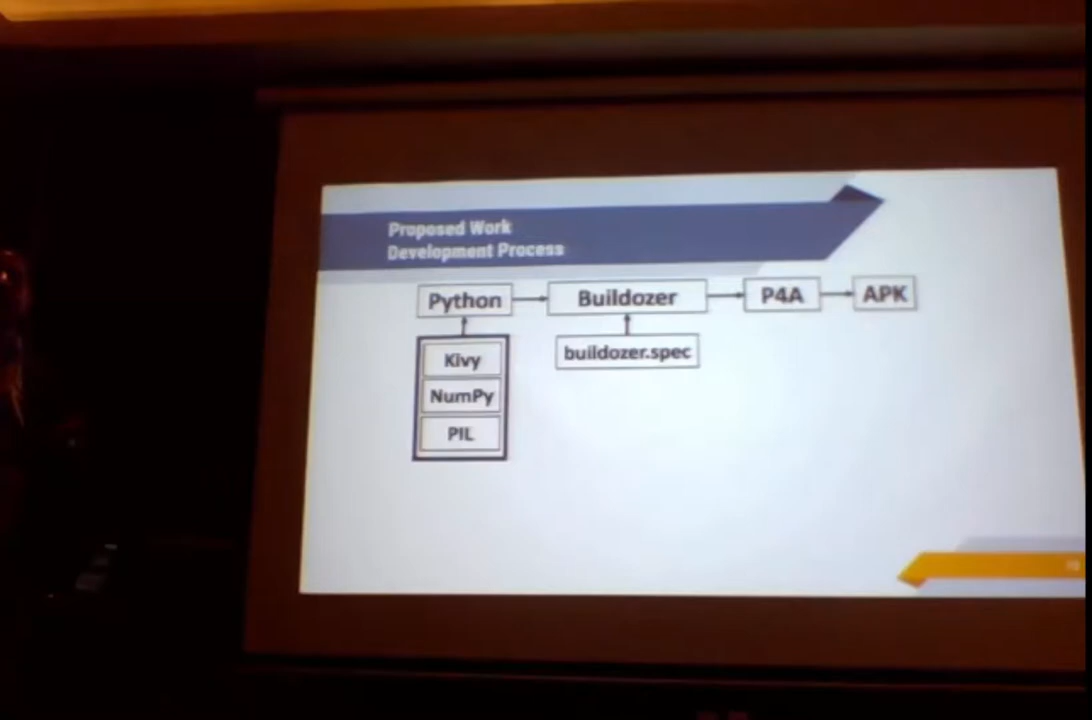 Proposed Work
Development Process
Python
Buildozer
P4A
APK
buildozer.spec
Kivy
NumPy
PIL